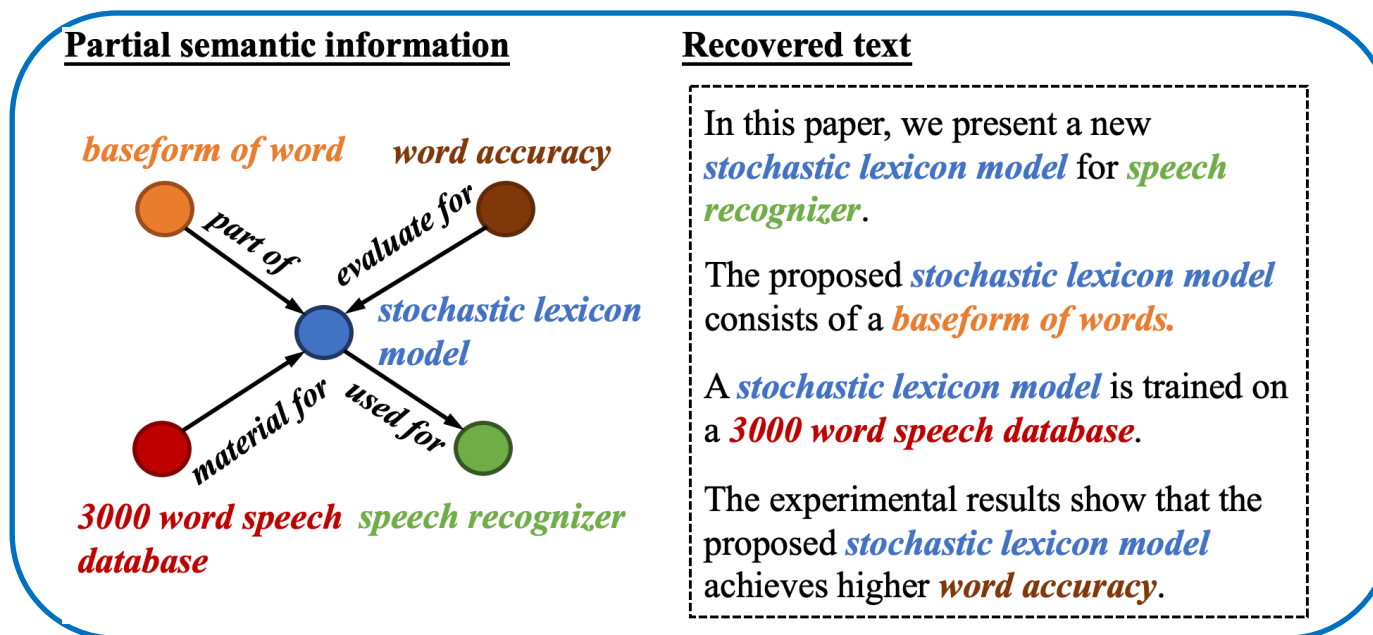 Partial semantic information
baseform of word
word accuracy
part of
evaluate for
stochastic lexicon
model
material for
used for
3000 word speech
database
speech recognizer
Recovered text
In this paper, we present a new
stochastic lexicon model for speech
recognizer.
The proposed stochastic lexicon model
consists of a baseform of words.
A stochastic lexicon model is trained on
a 3000 word speech database.
The experimental results show that the
proposed stochastic lexicon model
achieves higher word accuracy.